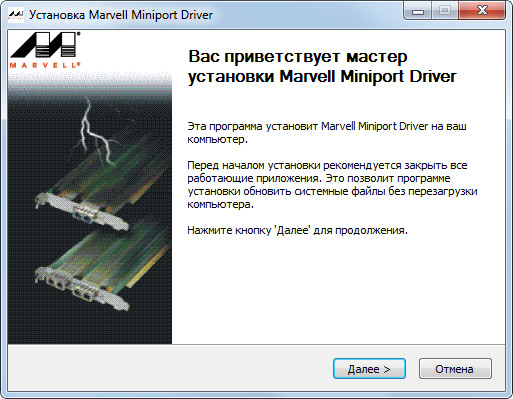 Установка Marvell Miniport Driver
MARVELL®
Вас приветствует мастер
установки Marvell Miniport Driver
Эта программа установит Marvell Miniport Driver на ваш
компьютер.
Перед началом установки рекомендуется закрыть все
работающие приложения. Это позволит программе
установки обновить системные файлы без перезагрузки
компьютера.
Нажмите кнопку 'Далее' для продолжения.
Далее >
Отмена